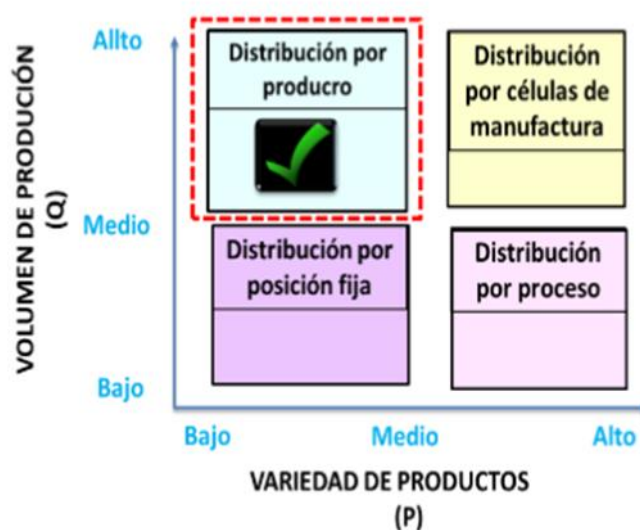 VOLUMEN DE PRODUCIÓN
(Q)
Allto
Medio
Bajo
Distribución por
producro
Distribución
por células de
manufactura
Distribución por
posición fija
Distribución
por proceso
Bajo
Medio
Alto
VARIEDAD DE PRODUCTOS
(P)